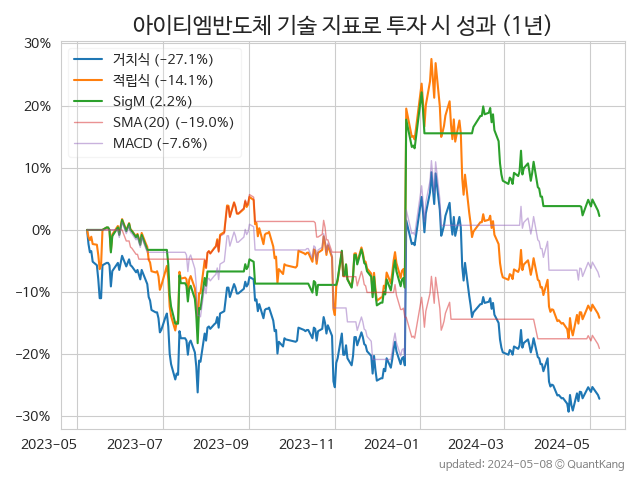 아이티엠반도체 기술 지표로 투자 시 성과 (1년)
거치식 (−27.1%)
적립식 (−14.1%)
SigM (2.2%)
SMA(20) (−19.0%)
MACD (−7.6%)
30%
20%
10%
0%
−10%
−20%
−30%
2023-05 2023-07 2023-09 2023-11 2024-01 2024-03 2024-05
updated: 2024-05-08 © QuantKang